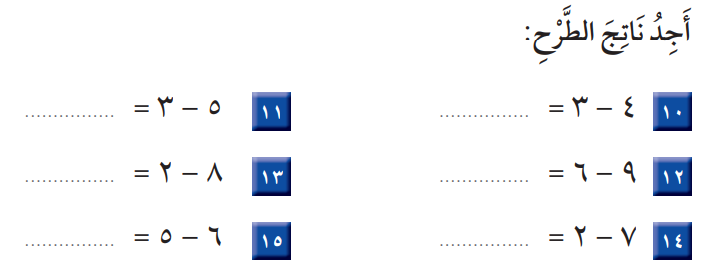 أَجِدُ نَاتِجَ الطَّرْحِ:
١٠ ٤ – ٣ = ................ ١١ ٥ – ٣ = ................
١٢ ٩ – ٦ = ................ ١٣ ٨ – ٢ = ................
١٤ ٧ – ٢ = ................ ١٥ ٦ – ٥ = ................